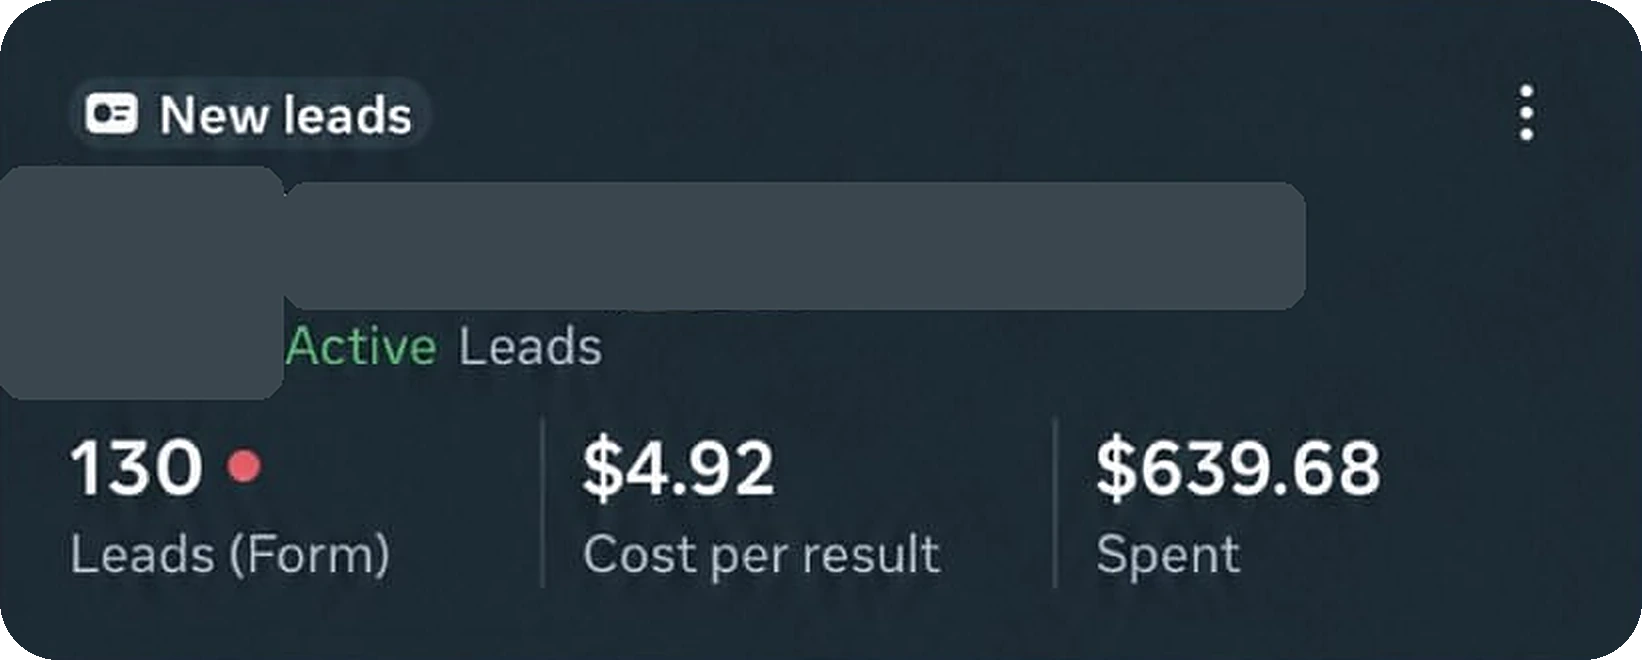 New leads
Active Leads
130 $4.92 $639.68
Leads (Form) Cost per result Spent